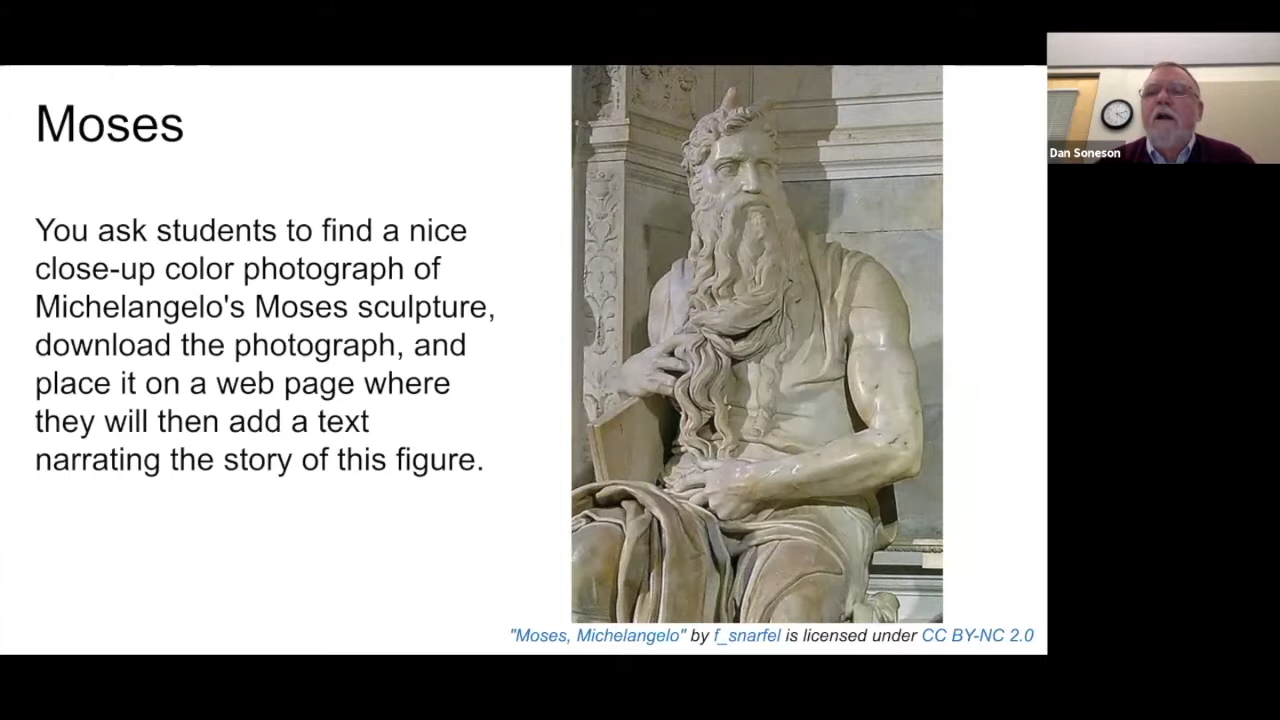 Moses
You ask students to find a nice
close-up color photograph of
Michelangelo's Moses sculpture,
download the photograph, and
place it on a web page where
they will then add a text
narrating the story of this figure.
"Moses, Michelangelo" by f_snarfel is licensed under CC BY-NC 2.0
Dan Soneson